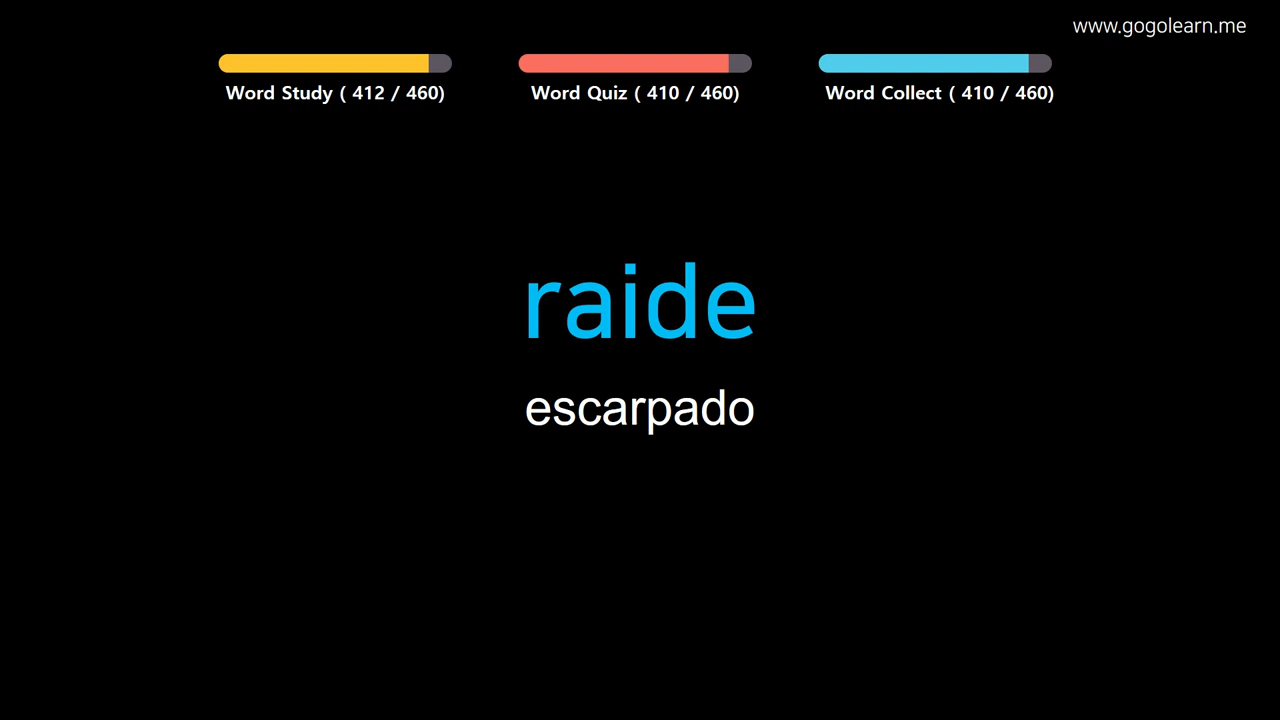 www.gogolearn.me
Word Study ( 412 / 460)
Word Quiz ( 410 / 460)
Word Collect ( 410 / 460)
raide
escarpado